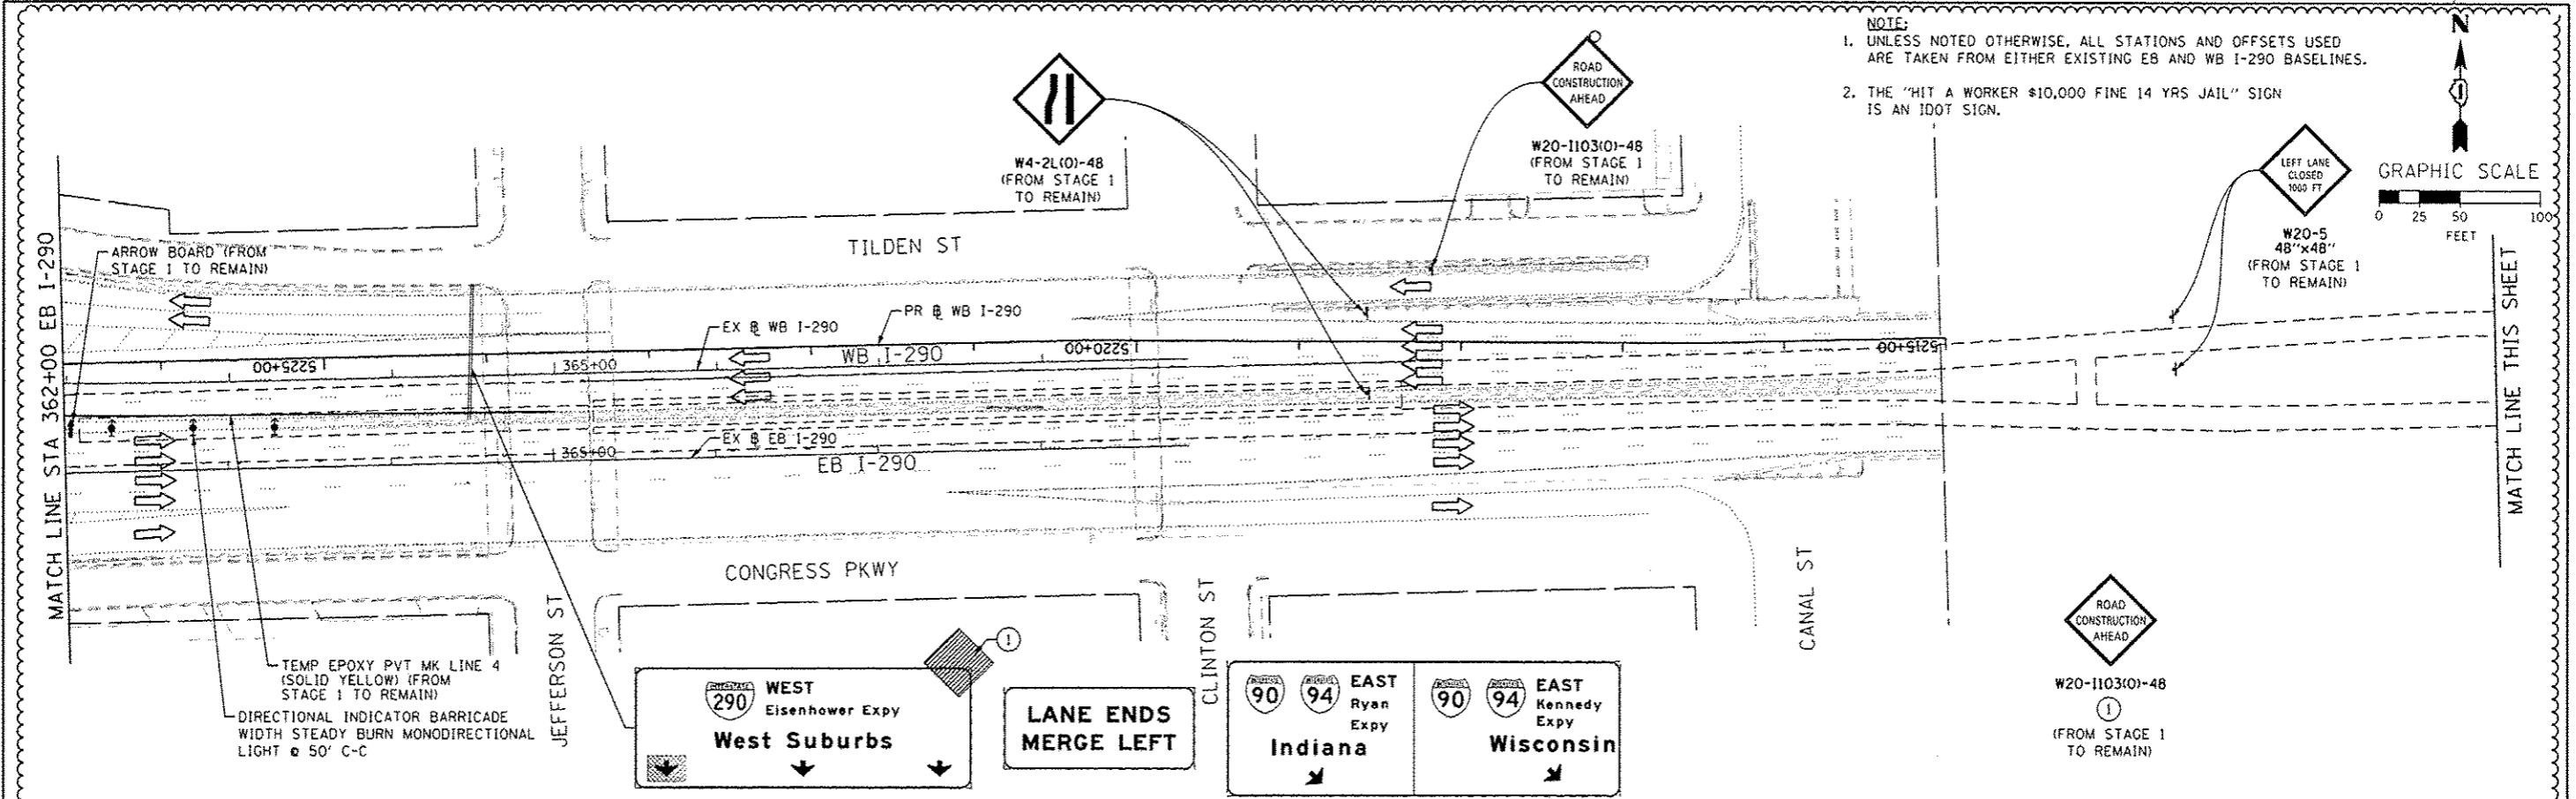 NOTE:
1. UNLESS NOTED OTHERWISE, ALL STATIONS AND OFFSETS USED
ARE TAKEN FROM EITHER EXISTING EB AND WB I-290 BASELINES.
2. THE "HIT A WORKER $10,000 FINE 14 YRS JAIL" SIGN
IS AN IDOT SIGN.
N
GRAPHIC SCALE
0 25 50 100
FEET
W4-2L(O)-48
(FROM STAGE 1
TO REMAIN)
ROAD
CONSTRUCTION
AHEAD
W20-I103(O)-48
(FROM STAGE 1
TO REMAIN)
LEFT LANE
CLOSED
1000 FT
W20-5
48"x48"
(FROM STAGE 1
TO REMAIN)
MATCH LINE STA 362+00 EB I-290
ARROW BOARD (FROM
STAGE 1 TO REMAIN)
TILDEN ST
EX B WB I-290
PR B WB I-290
WB I-290
5225+00
365+00
5220+00
5215+00
EX B EB I-290
365+00
EB I-290
MATCH LINE THIS SHEET
CONGRESS PKWY
JEFFERSON ST
CLINTON ST
CANAL ST
TEMP EPOXY PVT MK LINE 4
(SOLID YELLOW) (FROM
STAGE 1 TO REMAIN)
DIRECTIONAL INDICATOR BARRICADE
WIDTH STEADY BURN MONODIRECTIONAL
LIGHT @ 50' C-C
1
INTERSTATE
290
WEST
Eisenhower Expy
West Suburbs
LANE ENDS
MERGE LEFT
90 94 EAST
Ryan
Expy
Indiana
90 94 EAST
Kennedy
Expy
Wisconsin
ROAD
CONSTRUCTION
AHEAD
W20-I103(O)-48
1
(FROM STAGE 1
TO REMAIN)